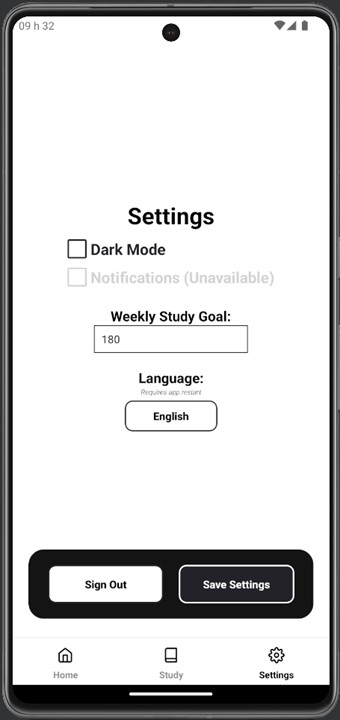 09 h 32
Settings
Dark Mode
Notifications (Unavailable)
Weekly Study Goal:
180
Language:
Requires app restart
English
Sign Out
Save Settings
Home
Study
Settings